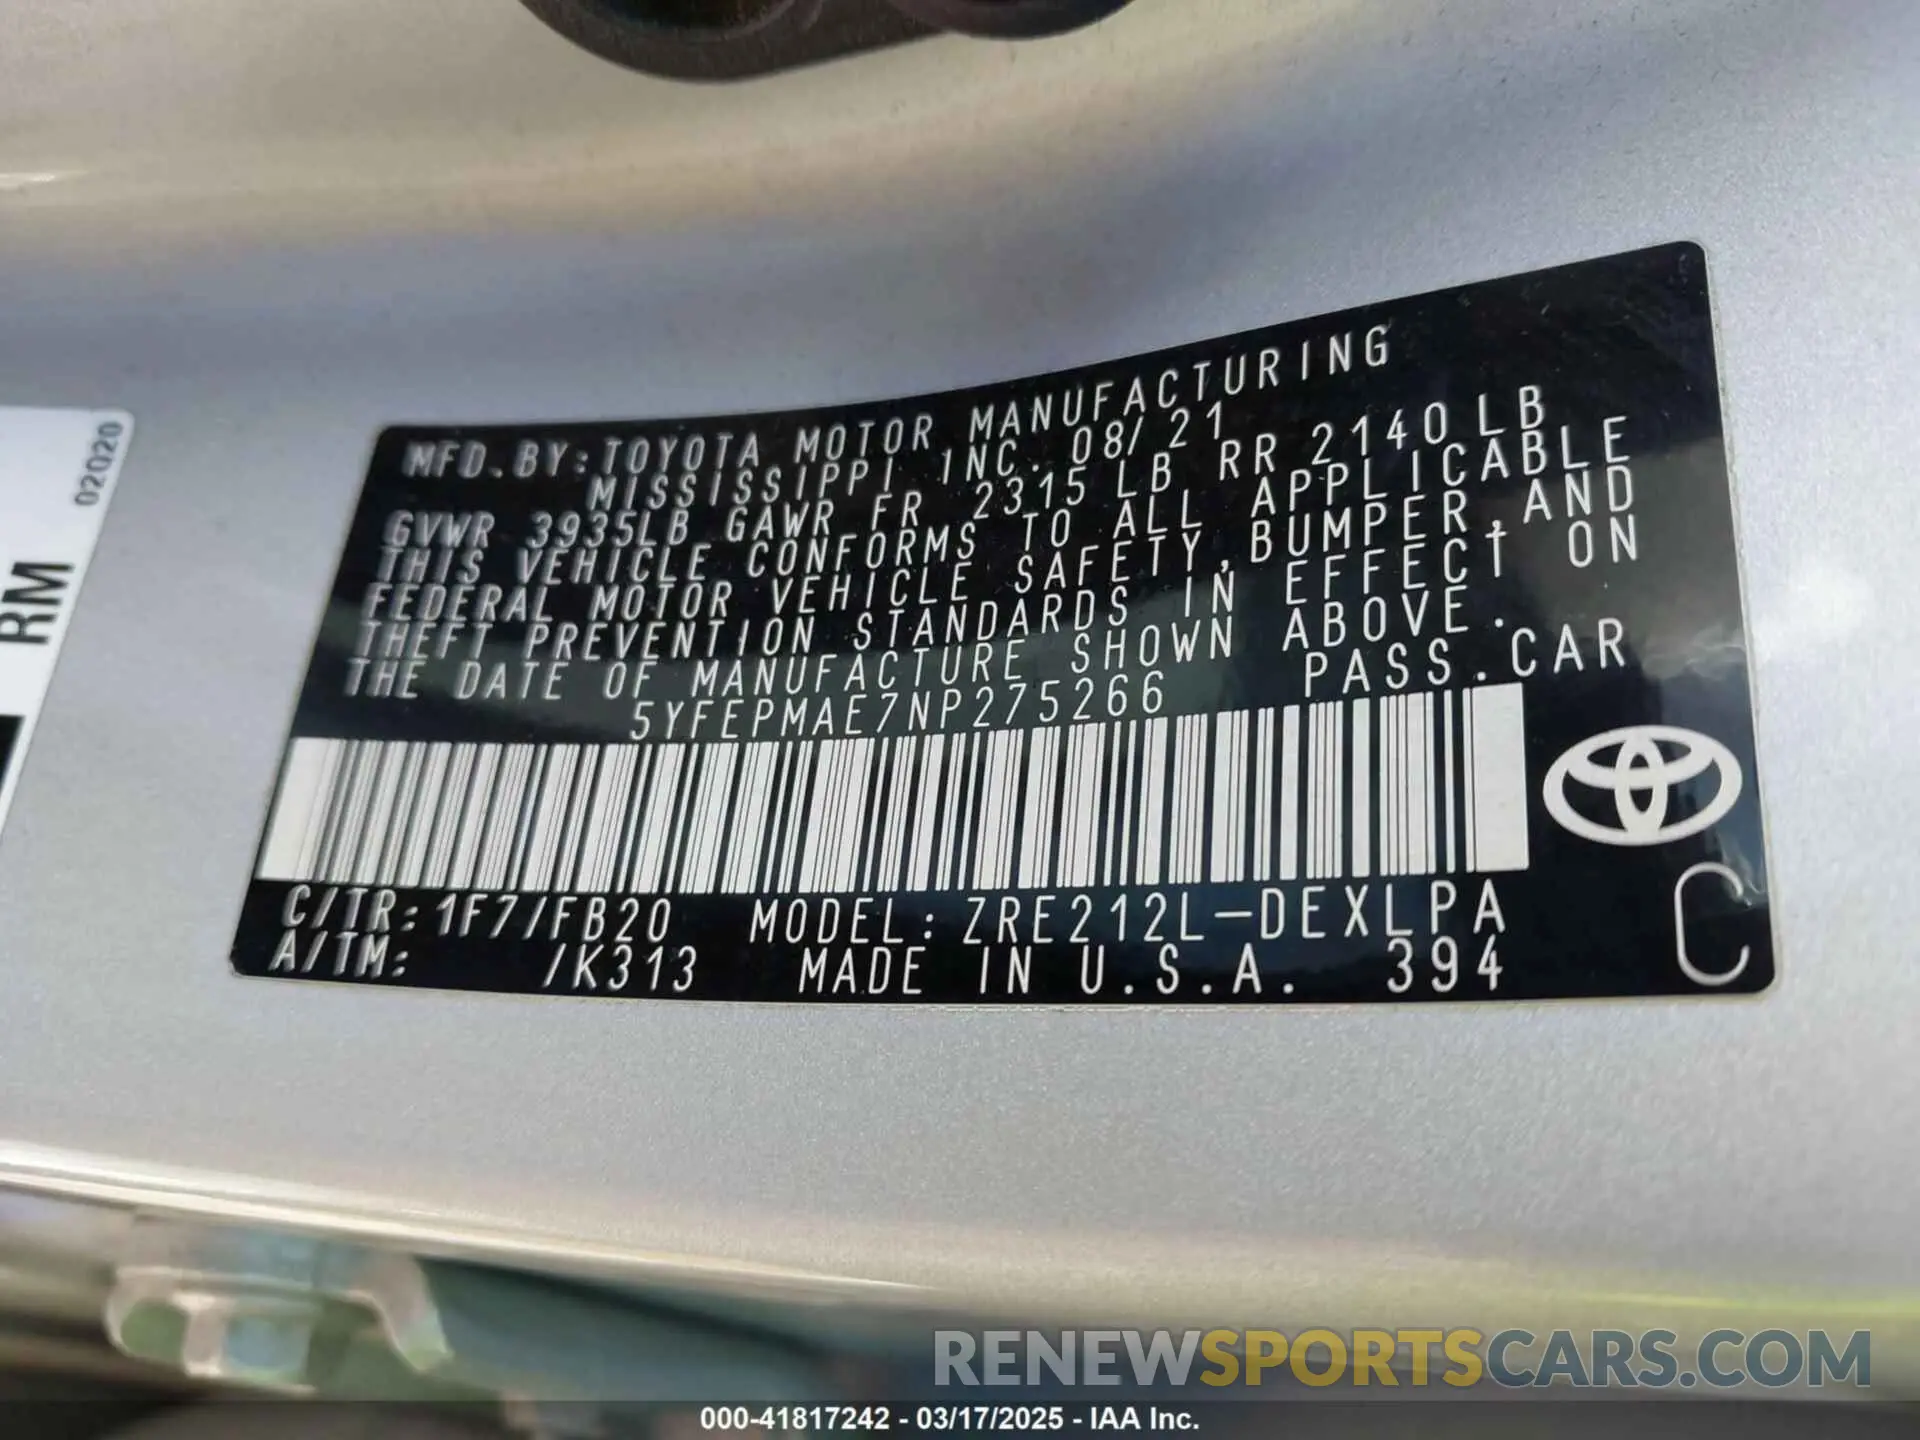 MFD.BY:TOYOTA MOTOR MANUFACTURING
MISSISSIPPI, INC. 08/21
GVWR 3935LB GAWR FR 2315 LB RR 2140 LB
THIS VEHICLE CONFORMS TO ALL APPLICABLE
FEDERAL MOTOR VEHICLE SAFETY,BUMPER,AND
THEFT PREVENTION STANDARDS IN EFFECT ON
THE DATE OF MANUFACTURE SHOWN ABOVE.
5YFEPMAE7NP275266 PASS.CAR
C/TR:1F7/FB20 MODEL:ZRE212L-DEXLPA
A/TM: /K313 MADE IN U.S.A. 394
C
RM
02020
RENEWSPORTSCARS.COM
000-41817242 - 03/17/2025 - IAA Inc.